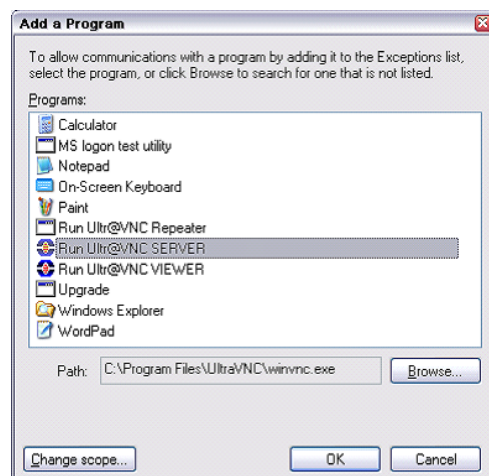 Add a Program
To allow communications with a program by adding it to the Exceptions list,
select the program, or click Browse to search for one that is not listed.
Programs:
Calculator
MS logon test utility
Notepad
On-Screen Keyboard
Paint
Run Ultr@VNC Repeater
Run Ultr@VNC SERVER
Run Ultr@VNC VIEWER
Upgrade
Windows Explorer
WordPad
Path: C:\Program Files\UltraVNC\winvnc.exe Browse...
Change scope... OK Cancel